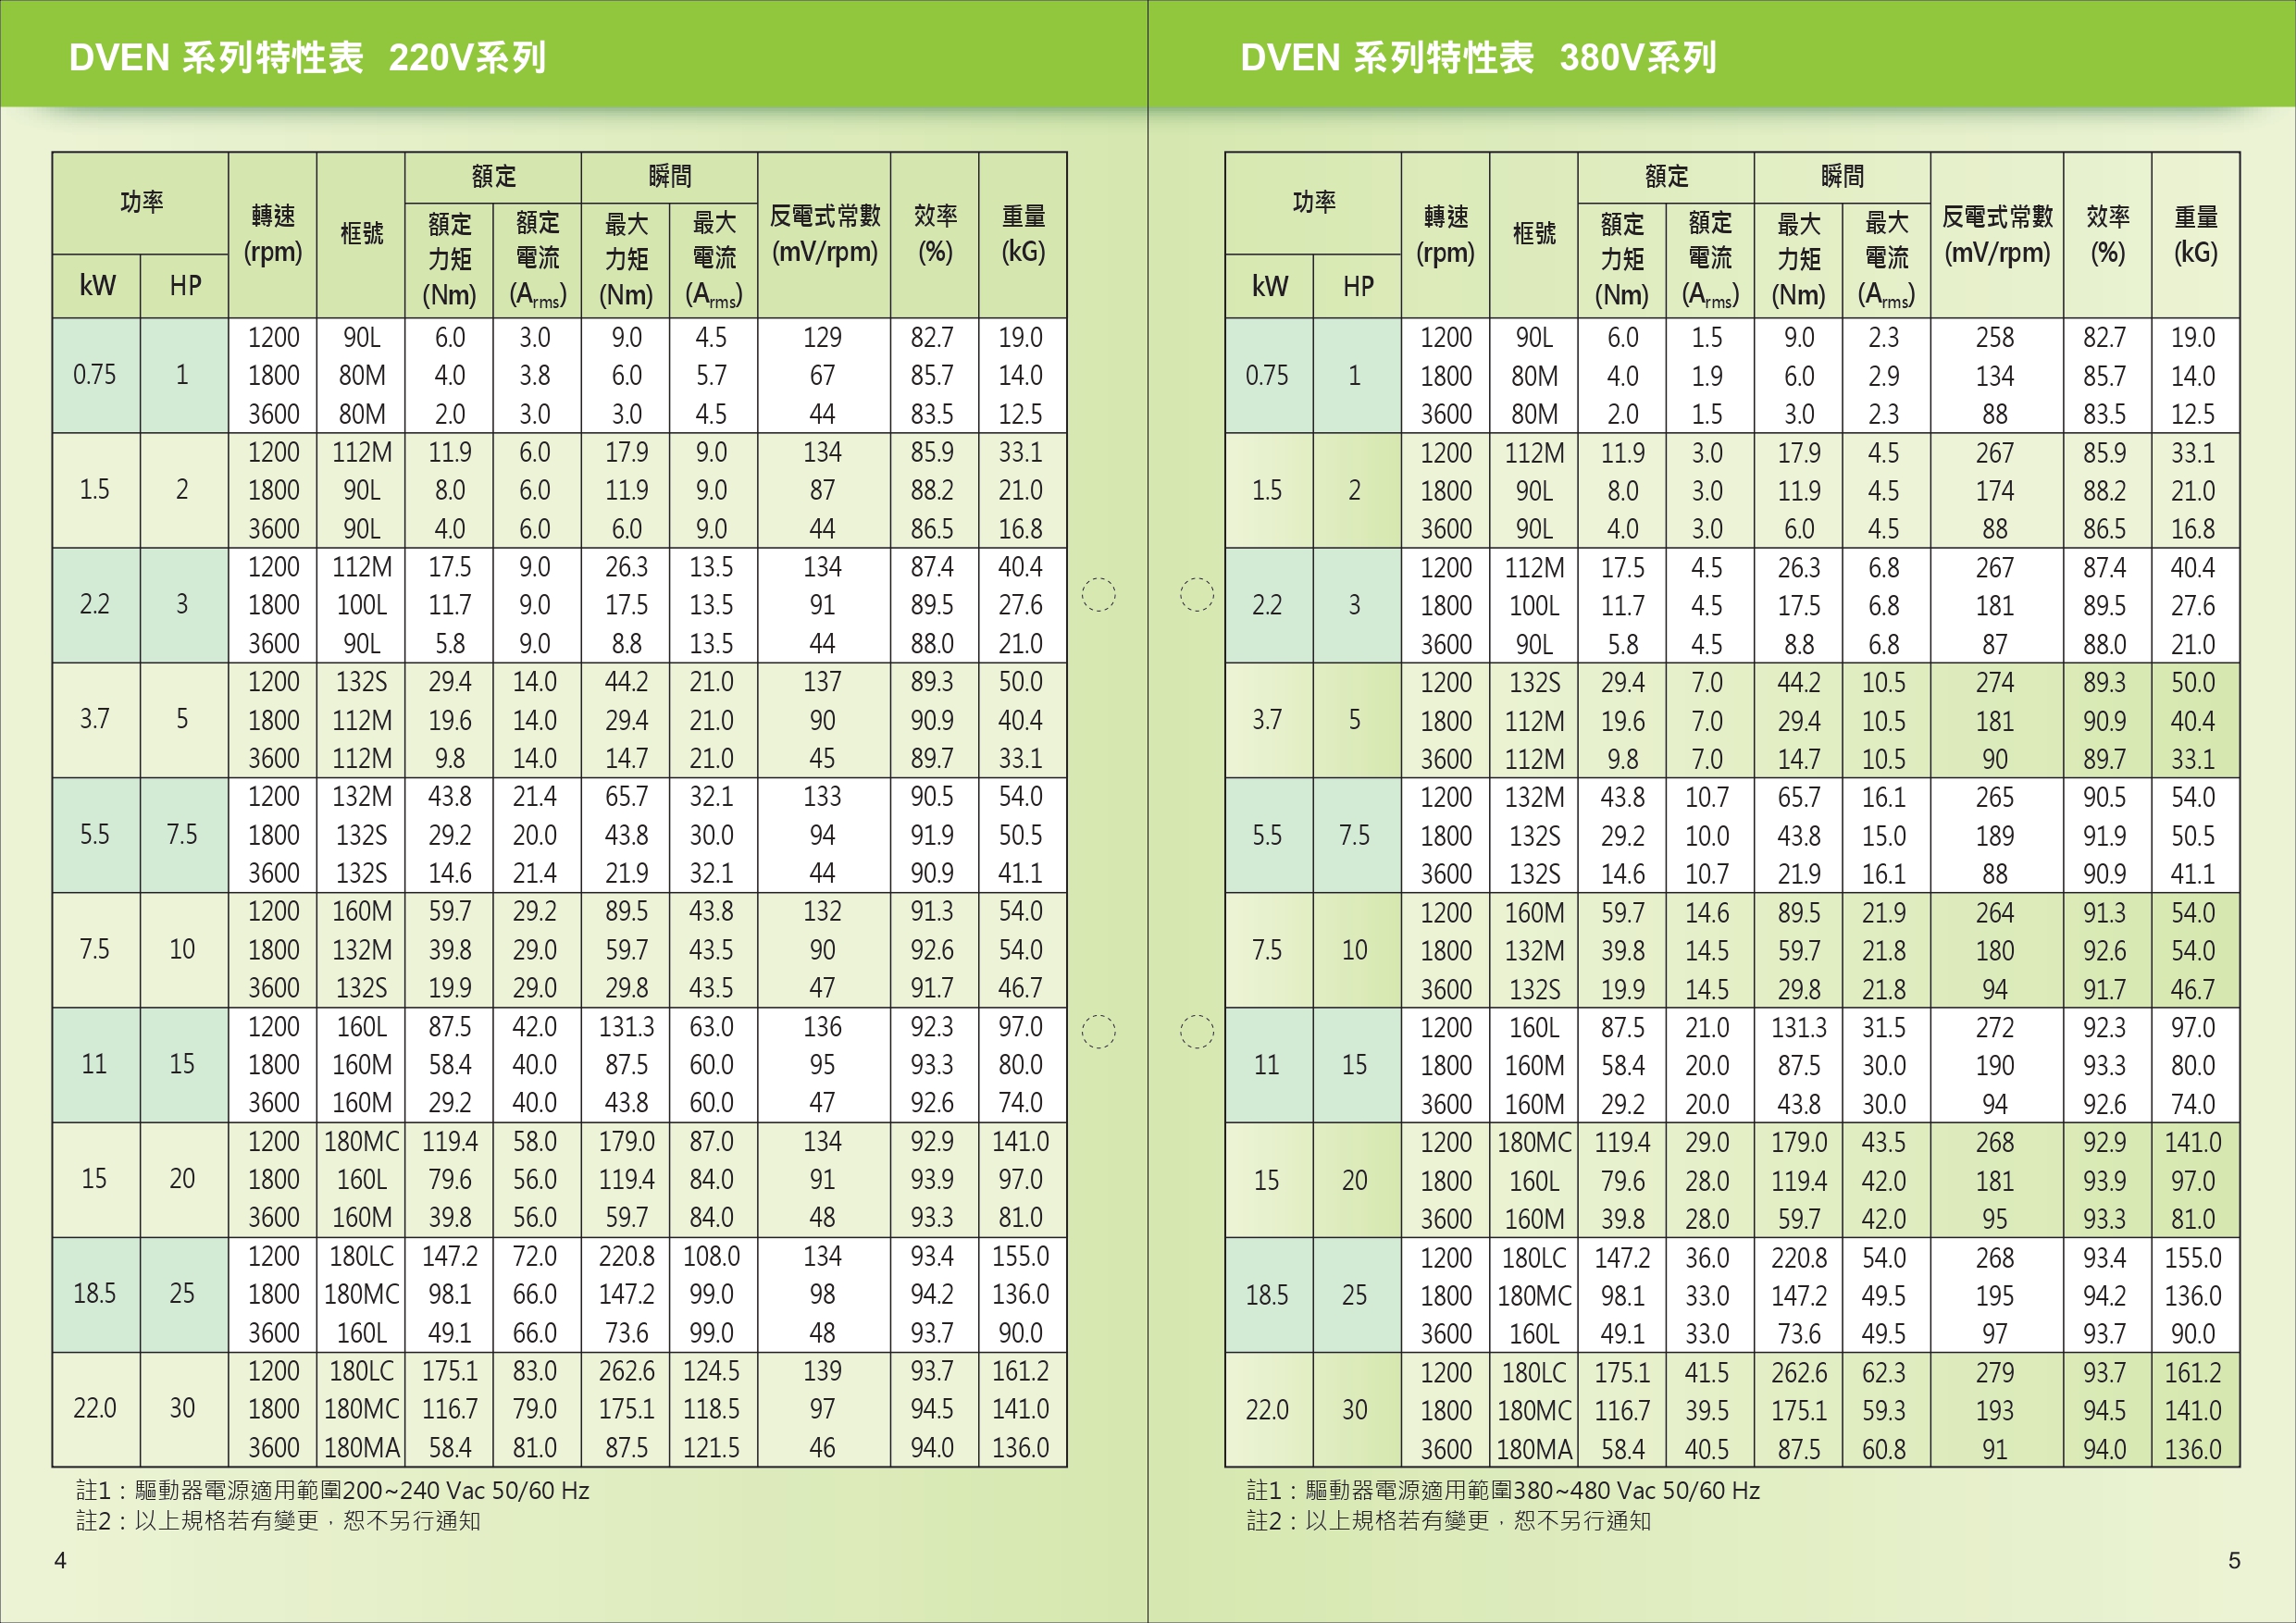 DVEN 系列特性表 220V系列
功率 轉速 (rpm) 框號 額定 瞬間 反電式常數 (mV/rpm) 效率 (%) 重量 (kG)
kW HP 額定力矩 (Nm) 額定電流 (Arms) 最大力矩 (Nm) 最大電流 (Arms)
0.75 1
1200 90L 6.0 3.0 9.0 4.5 129 82.7 19.0
1800 80M 4.0 3.8 6.0 5.7 67 85.7 14.0
3600 80M 2.0 3.0 3.0 4.5 44 83.5 12.5
1.5 2
1200 112M 11.9 6.0 17.9 9.0 134 85.9 33.1
1800 90L 8.0 6.0 11.9 9.0 87 88.2 21.0
3600 90L 4.0 6.0 6.0 9.0 44 86.5 16.8
2.2 3
1200 112M 17.5 9.0 26.3 13.5 134 87.4 40.4
1800 100L 11.7 9.0 17.5 13.5 91 89.5 27.6
3600 90L 5.8 9.0 8.8 13.5 44 88.0 21.0
3.7 5
1200 132S 29.4 14.0 44.2 21.0 137 89.3 50.0
1800 112M 19.6 14.0 29.4 21.0 90 90.9 40.4
3600 112M 9.8 14.0 14.7 21.0 45 89.7 33.1
5.5 7.5
1200 132M 43.8 21.4 65.7 32.1 133 90.5 54.0
1800 132S 29.2 20.0 43.8 30.0 94 91.9 50.5
3600 132S 14.6 21.4 21.9 32.1 44 90.9 41.1
7.5 10
1200 160M 59.7 29.2 89.5 43.8 132 91.3 54.0
1800 132M 39.8 29.0 59.7 43.5 90 92.6 54.0
3600 132S 19.9 29.0 29.8 43.5 47 91.7 46.7
11 15
1200 160L 87.5 42.0 131.3 63.0 136 92.3 97.0
1800 160M 58.4 40.0 87.5 60.0 95 93.3 80.0
3600 160M 29.2 40.0 43.8 60.0 47 92.6 74.0
15 20
1200 180MC 119.4 58.0 179.0 87.0 134 92.9 141.0
1800 160L 79.6 56.0 119.4 84.0 91 93.9 97.0
3600 160M 39.8 56.0 59.7 84.0 48 93.3 81.0
18.5 25
1200 180LC 147.2 72.0 220.8 108.0 134 93.4 155.0
1800 180MC 98.1 66.0 147.2 99.0 98 94.2 136.0
3600 160L 49.1 66.0 73.6 99.0 48 93.7 90.0
22.0 30
1200 180LC 175.1 83.0 262.6 124.5 139 93.7 161.2
1800 180MC 116.7 79.0 175.1 118.5 97 94.5 141.0
3600 180MA 58.4 81.0 87.5 121.5 46 94.0 136.0
註1：驅動器電源適用範圍200~240 Vac 50/60 Hz
註2：以上規格若有變更，恕不另行通知
4
DVEN 系列特性表 380V系列
功率 轉速 (rpm) 框號 額定 瞬間 反電式常數 (mV/rpm) 效率 (%) 重量 (kG)
kW HP 額定力矩 (Nm) 額定電流 (Arms) 最大力矩 (Nm) 最大電流 (Arms)
0.75 1
1200 90L 6.0 1.5 9.0 2.3 258 82.7 19.0
1800 80M 4.0 1.9 6.0 2.9 134 85.7 14.0
3600 80M 2.0 1.5 3.0 2.3 88 83.5 12.5
1.5 2
1200 112M 11.9 3.0 17.9 4.5 267 85.9 33.1
1800 90L 8.0 3.0 11.9 4.5 174 88.2 21.0
3600 90L 4.0 3.0 6.0 4.5 88 86.5 16.8
2.2 3
1200 112M 17.5 4.5 26.3 6.8 267 87.4 40.4
1800 100L 11.7 4.5 17.5 6.8 181 89.5 27.6
3600 90L 5.8 4.5 8.8 6.8 87 88.0 21.0
3.7 5
1200 132S 29.4 7.0 44.2 10.5 274 89.3 50.0
1800 112M 19.6 7.0 29.4 10.5 181 90.9 40.4
3600 112M 9.8 7.0 14.7 10.5 90 89.7 33.1
5.5 7.5
1200 132M 43.8 10.7 65.7 16.1 265 90.5 54.0
1800 132S 29.2 10.0 43.8 15.0 189 91.9 50.5
3600 132S 14.6 10.7 21.9 16.1 88 90.9 41.1
7.5 10
1200 160M 59.7 14.6 89.5 21.9 264 91.3 54.0
1800 132M 39.8 14.5 59.7 21.8 180 92.6 54.0
3600 132S 19.9 14.5 29.8 21.8 94 91.7 46.7
11 15
1200 160L 87.5 21.0 131.3 31.5 272 92.3 97.0
1800 160M 58.4 20.0 87.5 30.0 190 93.3 80.0
3600 160M 29.2 20.0 43.8 30.0 94 92.6 74.0
15 20
1200 180MC 119.4 29.0 179.0 43.5 268 92.9 141.0
1800 160L 79.6 28.0 119.4 42.0 181 93.9 97.0
3600 160M 39.8 28.0 59.7 42.0 95 93.3 81.0
18.5 25
1200 180LC 147.2 36.0 220.8 54.0 268 93.4 155.0
1800 180MC 98.1 33.0 147.2 49.5 195 94.2 136.0
3600 160L 49.1 33.0 73.6 49.5 97 93.7 90.0
22.0 30
1200 180LC 175.1 41.5 262.6 62.3 279 93.7 161.2
1800 180MC 116.7 39.5 175.1 59.3 193 94.5 141.0
3600 180MA 58.4 40.5 87.5 60.8 91 94.0 136.0
註1：驅動器電源適用範圍380~480 Vac 50/60 Hz
註2：以上規格若有變更，恕不另行通知
5